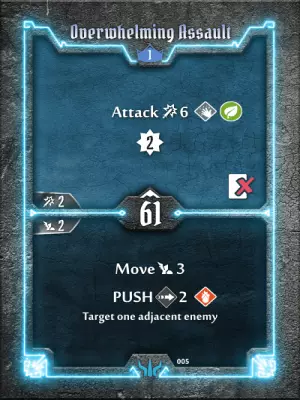 Overwhelming Assault
1
Attack 6
2
2
61
2
Move 3
PUSH 2
Target one adjacent enemy
005